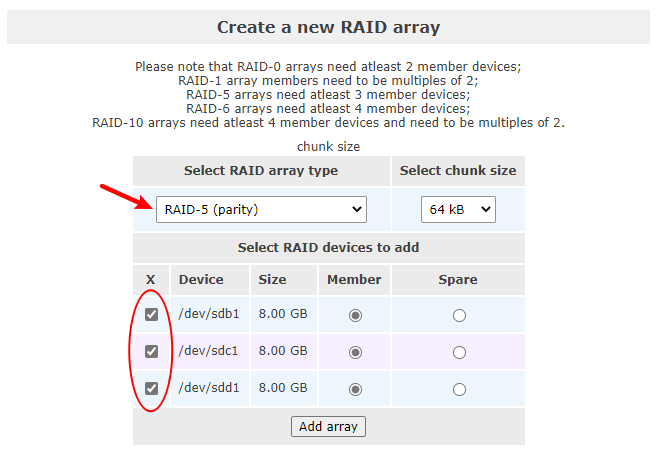 Create a new RAID array
Please note that RAID-0 arrays need atleast 2 member devices;
RAID-1 array members need to be multiples of 2;
RAID-5 arrays need atleast 3 member devices;
RAID-6 arrays need atleast 4 member devices;
RAID-10 arrays need atleast 4 member devices and need to be multiples of 2.
chunk size
Select RAID array type Select chunk size
RAID-5 (parity) 64 kB
Select RAID devices to add
X Device Size Member Spare
/dev/sdb1 8.00 GB
/dev/sdc1 8.00 GB
/dev/sdd1 8.00 GB
Add array